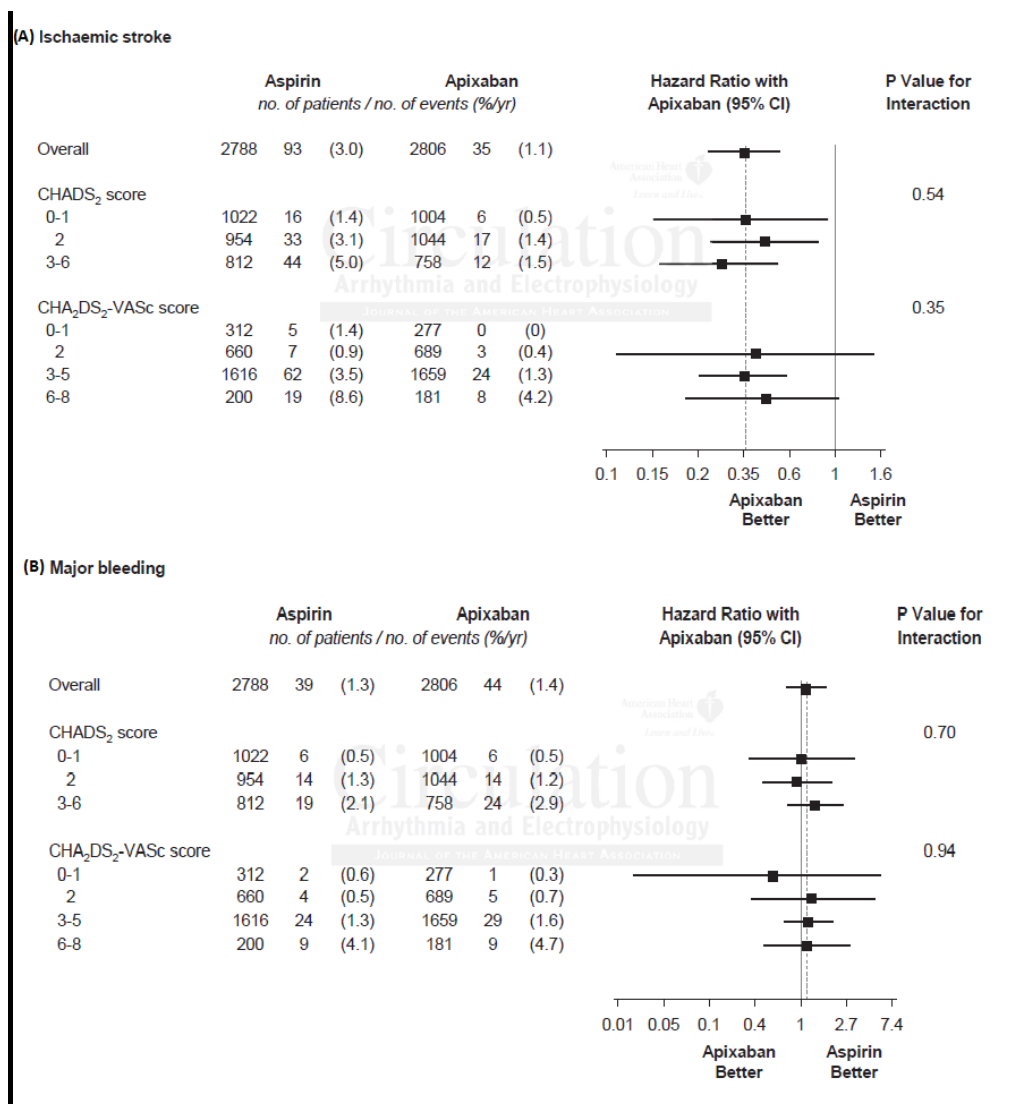 (A) Ischaemic stroke
Aspirin Apixaban Hazard Ratio with P Value for
no. of patients / no. of events (%/yr) Apixaban (95% CI) Interaction
Overall 2788 93 (3.0) 2806 35 (1.1)
American Heart
Association
Learn and Live
CHADS2 score 0.54
0-1 1022 16 (1.4) 1004 6 (0.5)
2 954 33 (3.1) 1044 17 (1.4)
3-6 812 44 (5.0) 758 12 (1.5)
Circulation
Arrhythmia and Electrophysiology
JOURNAL OF THE AMERICAN HEART ASSOCIATION
CHA2DS2-VASc score 0.35
0-1 312 5 (1.4) 277 0 (0)
2 660 7 (0.9) 689 3 (0.4)
3-5 1616 62 (3.5) 1659 24 (1.3)
6-8 200 19 (8.6) 181 8 (4.2)
0.1 0.15 0.2 0.35 0.6 1 1.6
Apixaban Aspirin
Better Better
(B) Major bleeding
Aspirin Apixaban Hazard Ratio with P Value for
no. of patients / no. of events (%/yr) Apixaban (95% CI) Interaction
Overall 2788 39 (1.3) 2806 44 (1.4)
American Heart
Association
Learn and Live
CHADS2 score 0.70
0-1 1022 6 (0.5) 1004 6 (0.5)
2 954 14 (1.3) 1044 14 (1.2)
3-6 812 19 (2.1) 758 24 (2.9)
Circulation
Arrhythmia and Electrophysiology
JOURNAL OF THE AMERICAN HEART ASSOCIATION
CHA2DS2-VASc score 0.94
0-1 312 2 (0.6) 277 1 (0.3)
2 660 4 (0.5) 689 5 (0.7)
3-5 1616 24 (1.3) 1659 29 (1.6)
6-8 200 9 (4.1) 181 9 (4.7)
0.01 0.05 0.1 0.4 1 2.7 7.4
Apixaban Aspirin
Better Better